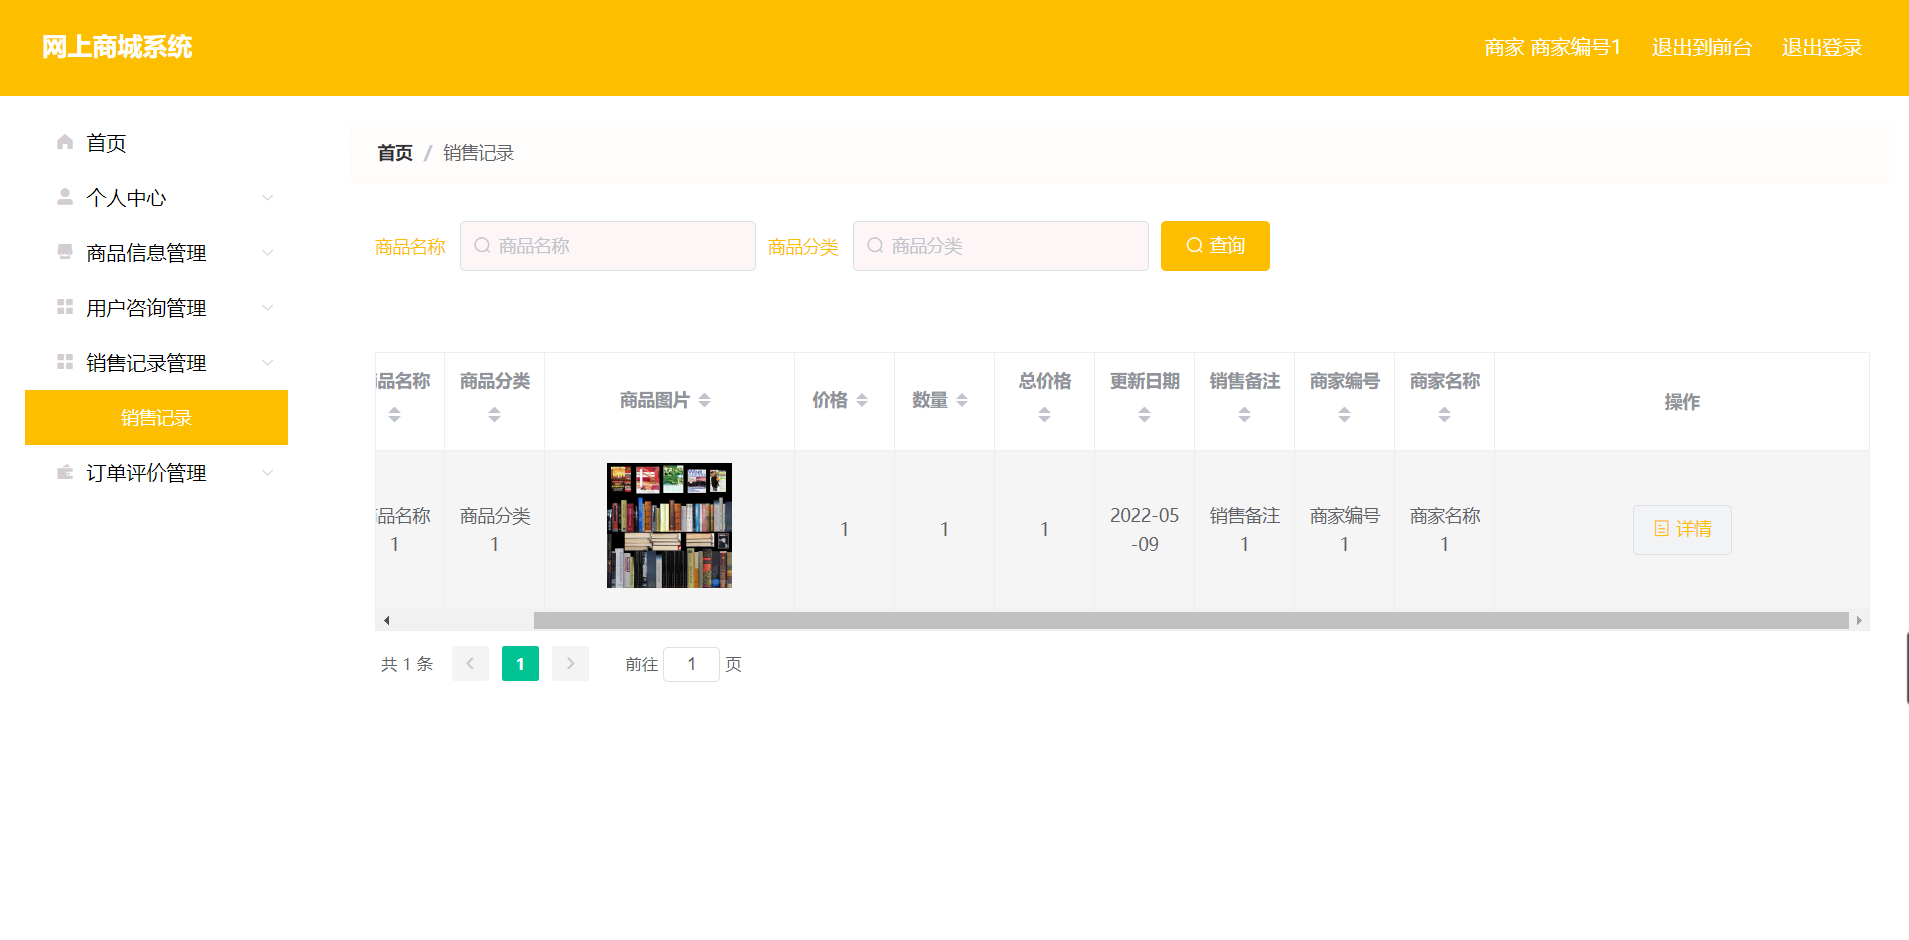 网上商城系统
商家 商家编号1 退出到前台 退出登录
首页
个人中心
商品信息管理
用户咨询管理
销售记录管理
销售记录
订单评价管理
首页 / 销售记录
商品名称 商品名称 商品分类 商品分类 查询
品名称 商品分类 商品图片 价格 数量 总价格 更新日期 销售备注 商家编号 商家名称 操作
品名称 商品分类 1 1 1 2022-05 销售备注 商家编号 商家名称 详情
1 1 -09 1 1 1
共 1 条 1 前往 1 页